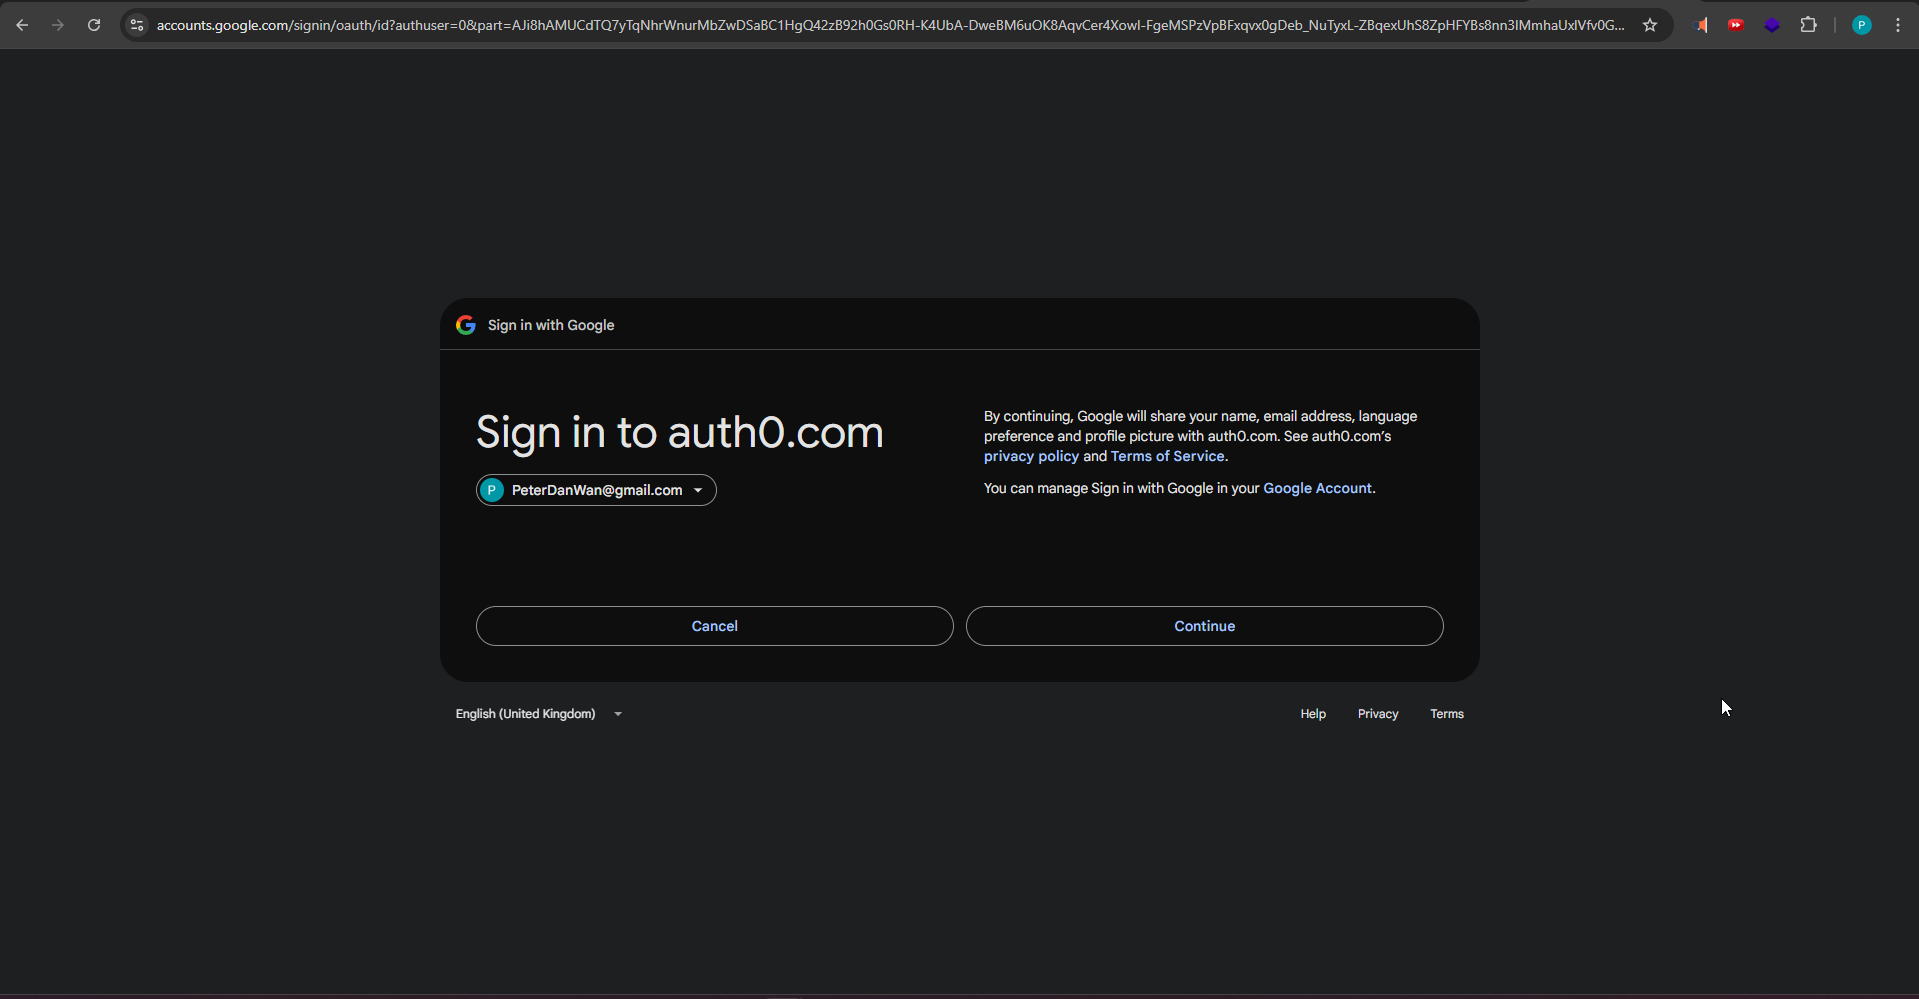 accounts.google.com/signin/oauth/id?authuser=0&part=AJi8hAMUCdTQ7yTqNhrWnurMbZwDSaBC1HgQ42zB92h0Gs0RH-K4UbA-DweBM6uOK8AqvCer4XowI-FgeMSPzVpBFxqvx0gDeb_NuTyxL-ZBqexUhS8ZpHFYBs8nn3IMmhaUxIVfv0G...
P
Sign in with Google
Sign in to auth0.com
P PeterDanWan@gmail.com
By continuing, Google will share your name, email address, language
preference and profile picture with auth0.com. See auth0.com’s
privacy policy and Terms of Service.
You can manage Sign in with Google in your Google Account.
Cancel
Continue
English (United Kingdom)
Help
Privacy
Terms